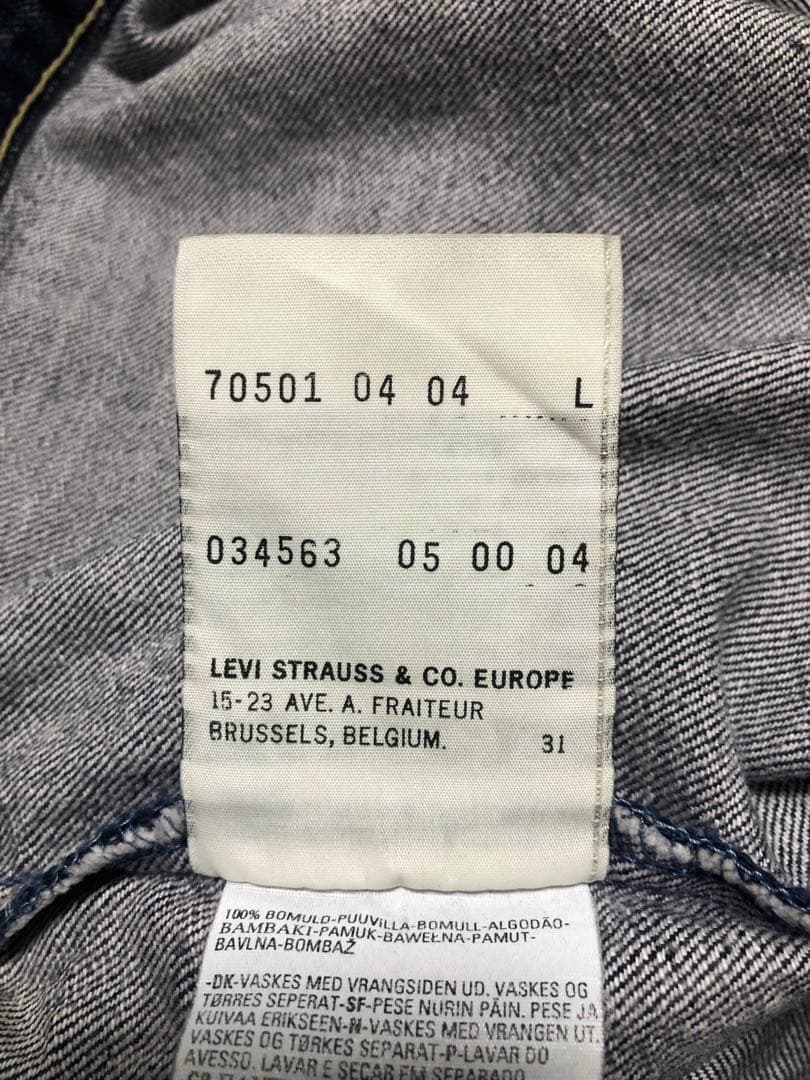 70501 04 04 L
034563 05 00 04
LEVI STRAUSS & CO. EUROPE
15-23 AVE. A. FRAITEUR
BRUSSELS, BELGIUM. 31
100% BOMULD-PUUVILLA-BOMULL-ALGODÃO-
BAMBAKI-PAMUK-BAWEŁNA-PAMUT-
BAVLNA-BOMBAŽ
-DK-VASKES MED VRANGSIDEN UD. VASKES OG
TØRRES SEPERAT-SF-PESE NURIN PÄIN. PESE JA
KUIVAA ERIKSEEN-N-VASKES MED VRANGEN UT.
VASKES OG TØRKES SEPARAT-P-LAVAR DO
AVESSO. LAVAR E SECAR EM SEPARADO